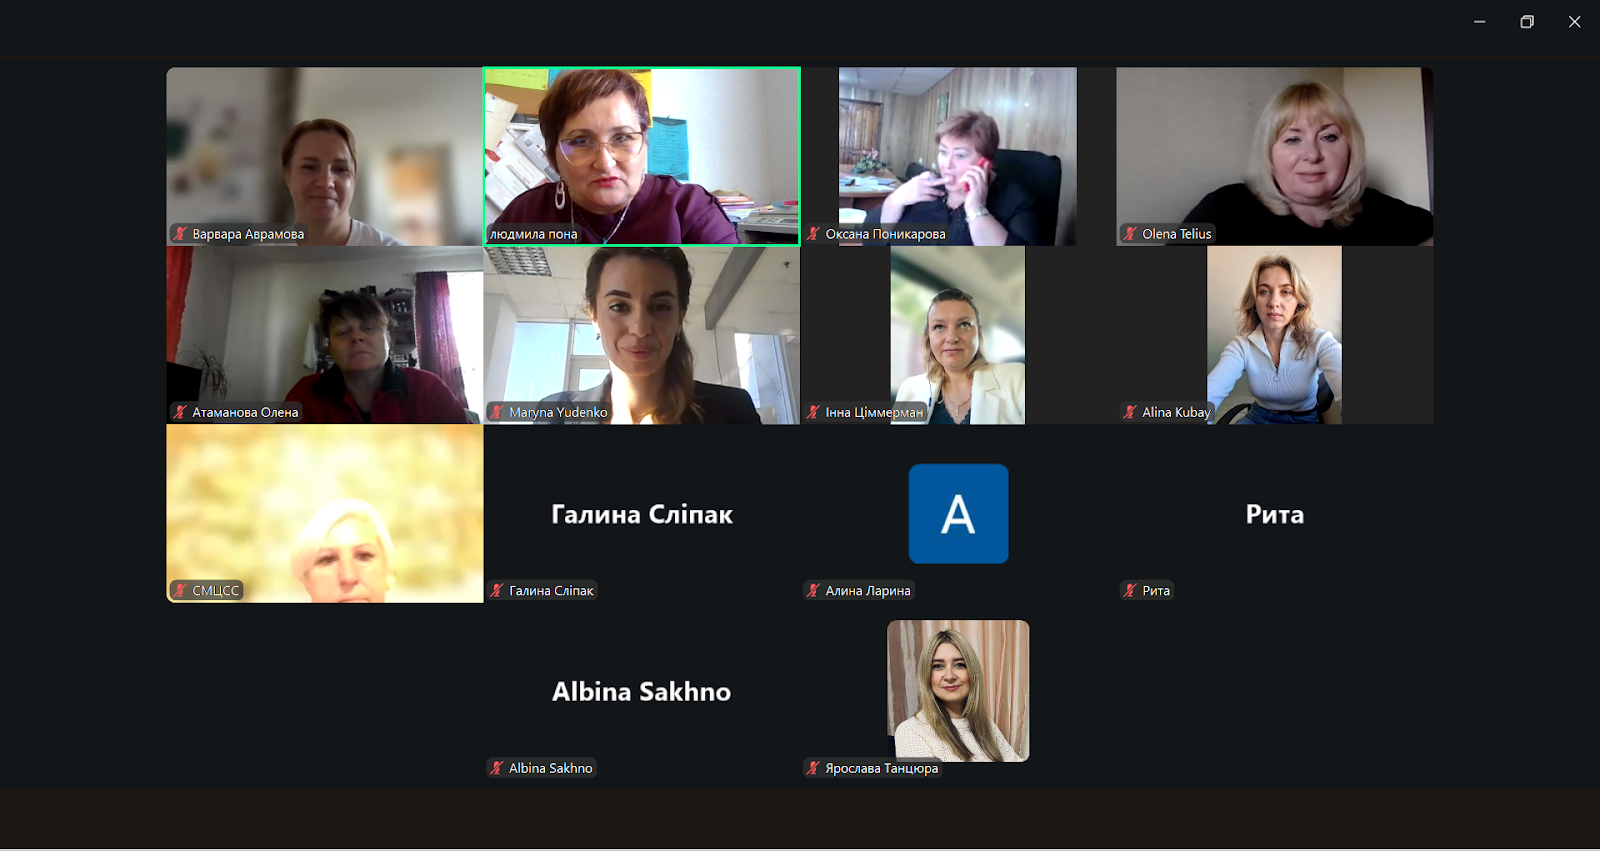 Варвара Аврамова
людмила пона
Оксана Поникарова
Olena Telius
Атаманова Олена
Maryna Yudenko
Інна Ціммерман
Alina Kubay
СМЦСС
Галина Сліпак
Галина Сліпак
А
Алина Ларина
Рита
Рита
Albina Sakhno
Albina Sakhno
Ярослава Танцюра